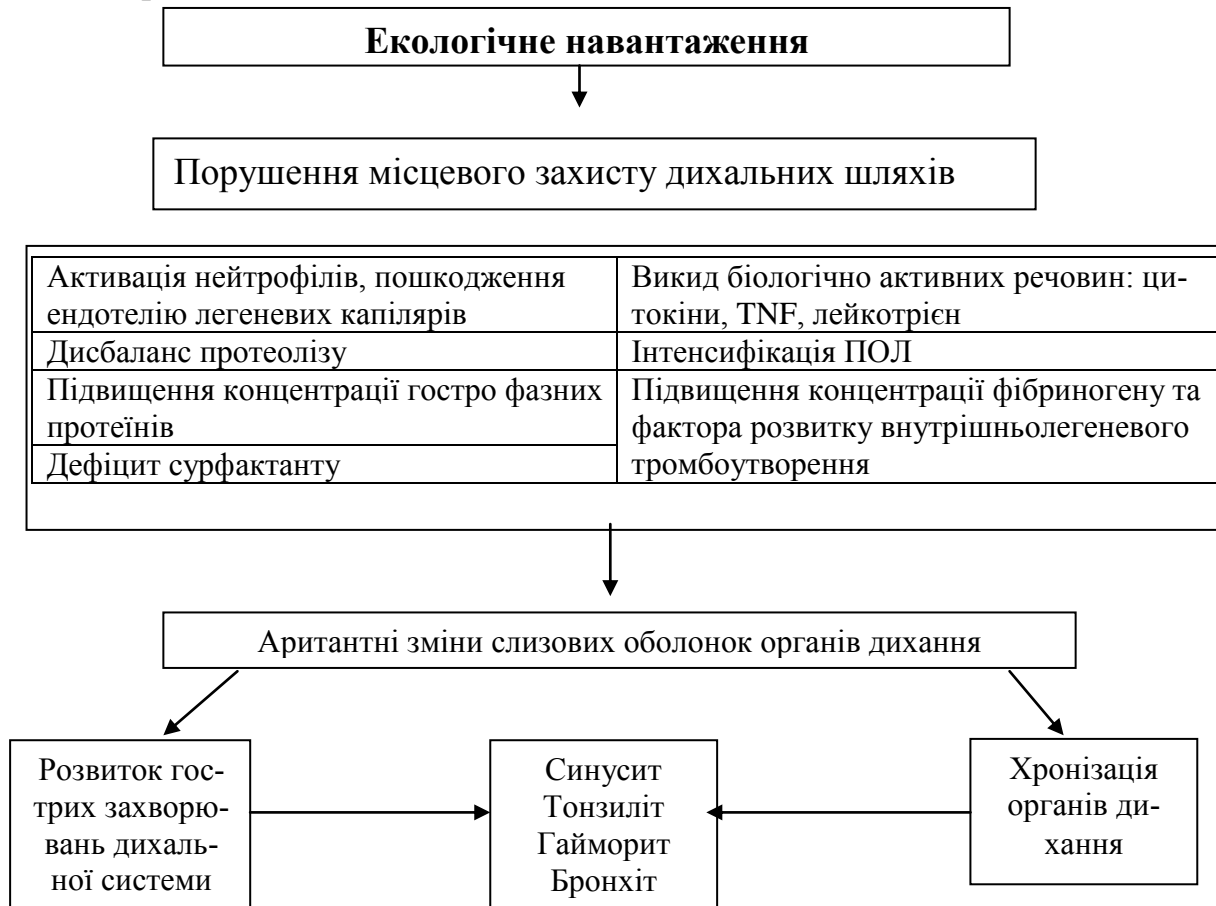 Екологічне навантаження
Порушення місцевого захисту дихальних шляхів
Активація нейтрофілів, пошкодження
ендотелію легеневих капілярів
Викид біологічно активних речовин: ци-
токіни, TNF, лейкотрієн
Дисбаланс протеолізу
Інтенсифікація ПОЛ
Підвищення концентрації гостро фазних
протеїнів
Підвищення концентрації фібриногену та
фактора розвитку внутрішньолегеневого
тромбоутворення
Дефіцит сурфактанту
Аритантні зміни слизових оболонок органів дихання
Розвиток гос-
трих захворю-
вань дихаль-
ної системи
Синусит
Тонзиліт
Гайморит
Бронхіт
Хронізація
органів ди-
хання